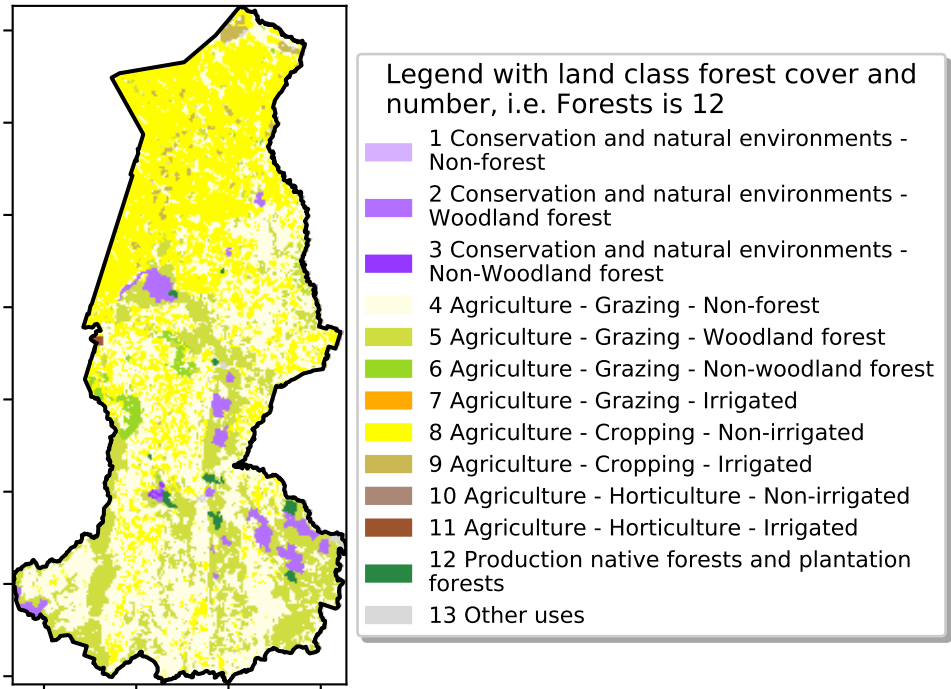 Legend with land class forest cover and
number, i.e. Forests is 12
1 Conservation and natural environments -
Non-forest
2 Conservation and natural environments -
Woodland forest
3 Conservation and natural environments -
Non-Woodland forest
4 Agriculture - Grazing - Non-forest
5 Agriculture - Grazing - Woodland forest
6 Agriculture - Grazing - Non-woodland forest
7 Agriculture - Grazing - Irrigated
8 Agriculture - Cropping - Non-irrigated
9 Agriculture - Cropping - Irrigated
10 Agriculture - Horticulture - Non-irrigated
11 Agriculture - Horticulture - Irrigated
12 Production native forests and plantation
forests
13 Other uses